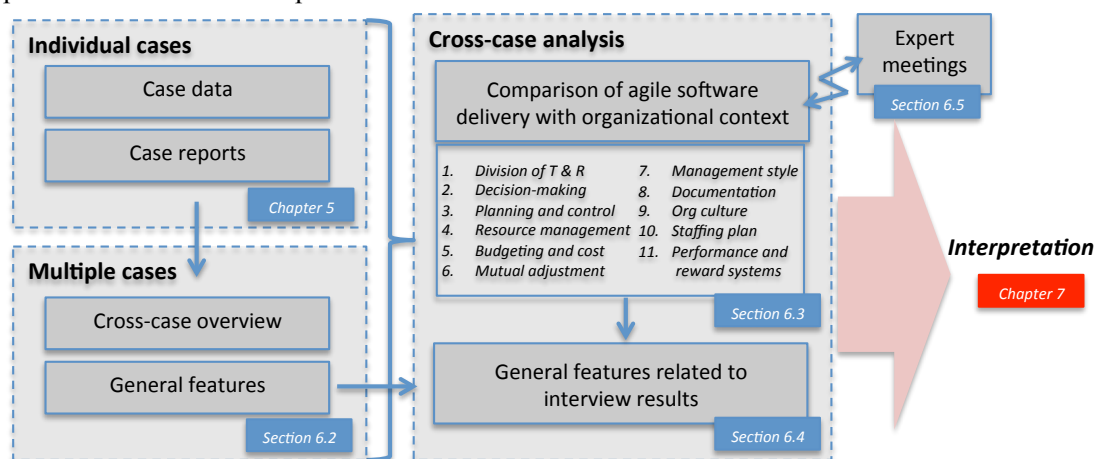 Individual cases
Case data
Case reports
Chapter 5
Multiple cases
Cross-case overview
General features
Section 6.2
Cross-case analysis
Comparison of agile software
delivery with organizational context
1. Division of T & R
2. Decision-making
3. Planning and control
4. Resource management
5. Budgeting and cost
6. Mutual adjustment
7. Management style
8. Documentation
9. Org culture
10. Staffing plan
11. Performance and
reward systems
Section 6.3
General features related to
interview results
Section 6.4
Expert
meetings
Section 6.5
Interpretation
Chapter 7